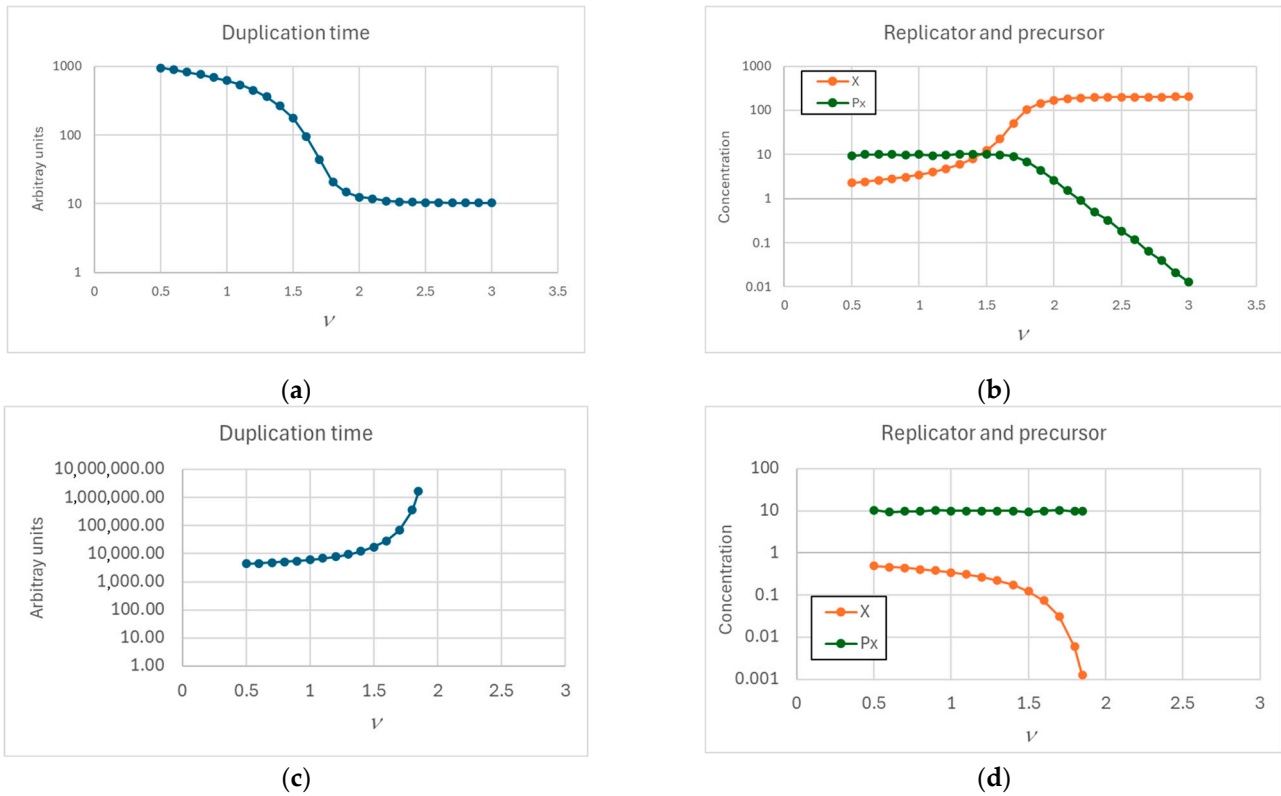 Duplication time
1000
100
10
1
Arbitray units
0
0.5
1
1.5
2
2.5
3
3.5
ν
(a)
Replicator and precursor
X
Px
1000
100
10
1
0.1
0.01
Concentration
0
0.5
1
1.5
2
2.5
3
3.5
ν
(b)
Duplication time
10,000,000.00
1,000,000.00
100,000.00
10,000.00
1,000.00
100.00
10.00
1.00
Arbitray units
0
0.5
1
1.5
2
2.5
3
ν
(c)
Replicator and precursor
100
10
1
0.1
0.01
0.001
Concentration
X
Px
0
0.5
1
1.5
2
2.5
3
ν
(d)